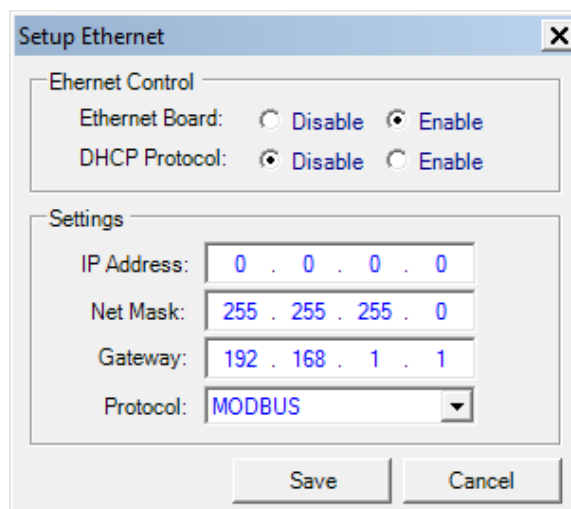 Setup Ethernet
Ehernet Control
Ethernet Board: Disable Enable
DHCP Protocol: Disable Enable
Settings
IP Address: 0 . 0 . 0 . 0
Net Mask: 255 . 255 . 255 . 0
Gateway: 192 . 168 . 1 . 1
Protocol: MODBUS
Save Cancel